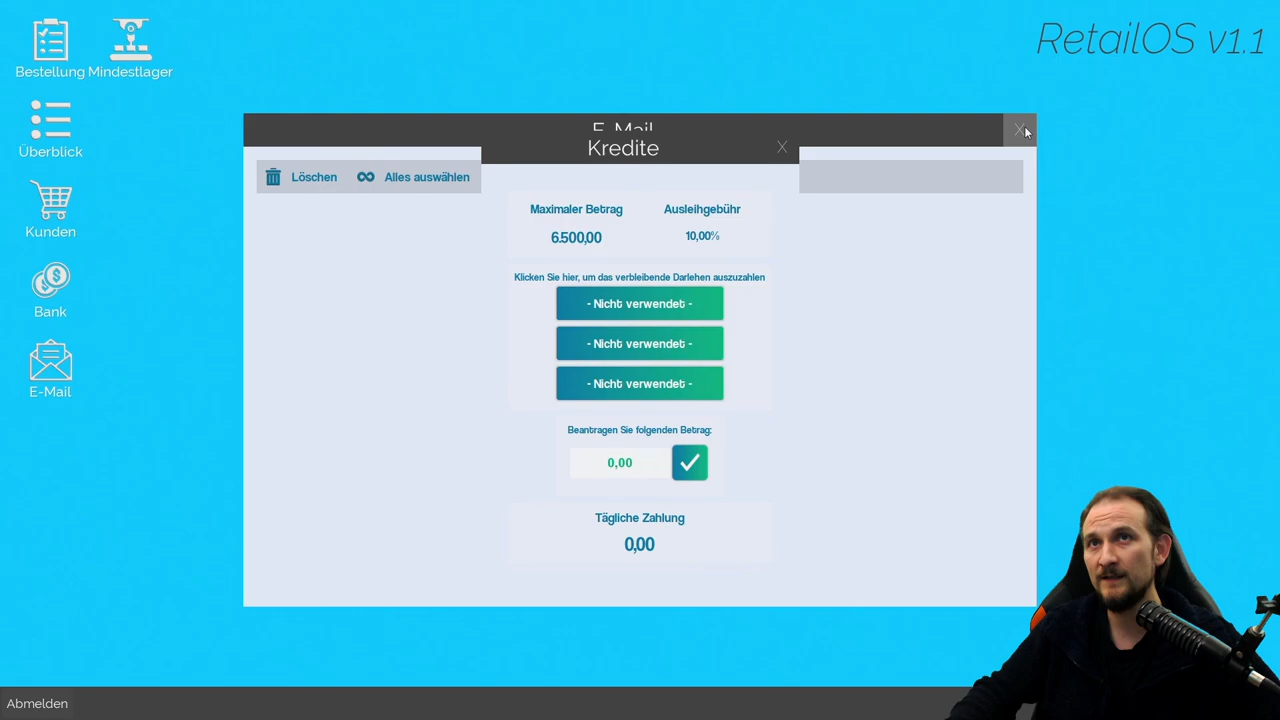 RetailOS v1.1
Bestellung
Mindestlager
Überblick
Kunden
Bank
E-Mail
E-Mail
X
Kredite
X
Löschen
Alles auswählen
Maximaler Betrag
Ausleihgebühr
6.500,00
10,00%
Klicken Sie hier, um das verbleibende Darlehen auszuzahlen
- Nicht verwendet -
- Nicht verwendet -
- Nicht verwendet -
Beantragen Sie folgenden Betrag:
0,00
Tägliche Zahlung
0,00
Abmelden